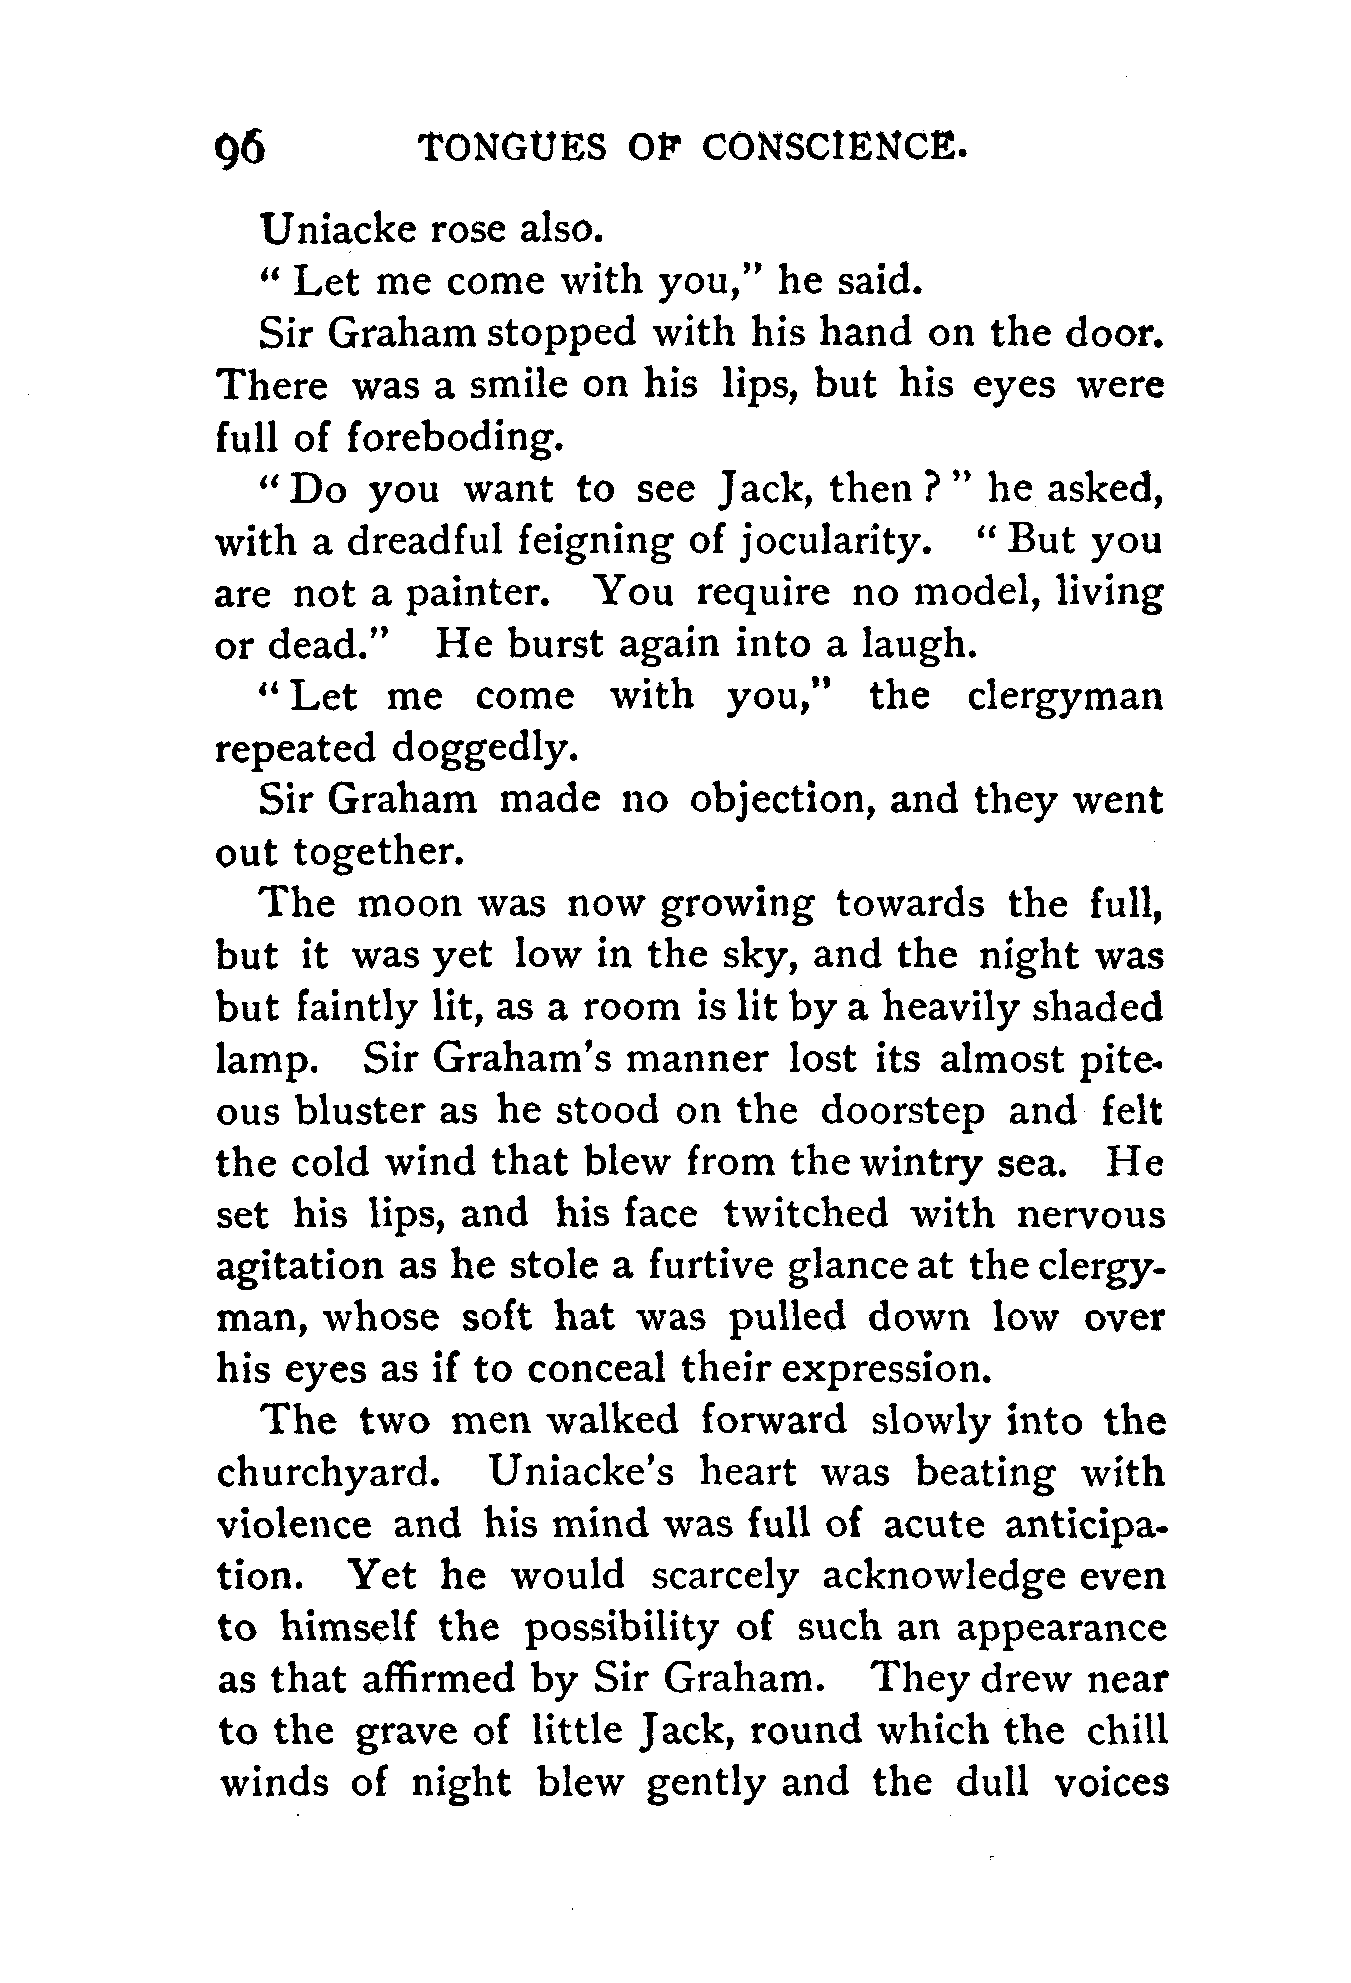 96 TONGUES OF CONSCIENCE.
Uniacke rose also.
" Let me come with you," he said.
Sir Graham stopped with his hand on the door.
There was a smile on his lips, but his eyes were
full of foreboding.
" Do you want to see Jack, then ? " he asked,
with a dreadful feigning of jocularity. " But you
are not a painter. You require no model, living
or dead." He burst again into a laugh.
" Let me come with you," the clergyman
repeated doggedly.
Sir Graham made no objection, and they went
out together.
The moon was now growing towards the full,
but it was yet low in the sky, and the night was
but faintly lit, as a room is lit by a heavily shaded
lamp. Sir Graham's manner lost its almost pite-
ous bluster as he stood on the doorstep and felt
the cold wind that blew from the wintry sea. He
set his lips, and his face twitched with nervous
agitation as he stole a furtive glance at the clergy-
man, whose soft hat was pulled down low over
his eyes as if to conceal their expression.
The two men walked forward slowly into the
churchyard. Uniacke's heart was beating with
violence and his mind was full of acute anticipa-
tion. Yet he would scarcely acknowledge even
to himself the possibility of such an appearance
as that affirmed by Sir Graham. They drew near
to the grave of little Jack, round which the chill
winds of night blew gently and the dull voices